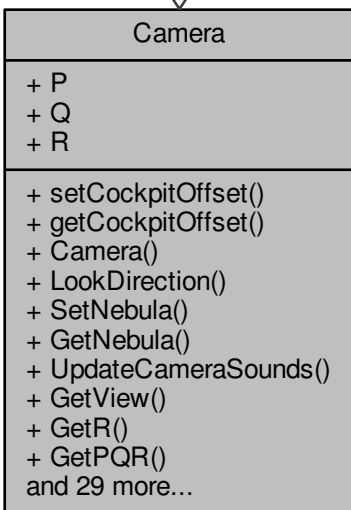 Camera
+ P
+ Q
+ R
+ setCockpitOffset()
+ getCockpitOffset()
+ Camera()
+ LookDirection()
+ SetNebula()
+ GetNebula()
+ UpdateCameraSounds()
+ GetView()
+ GetR()
+ GetPQR()
and 29 more...